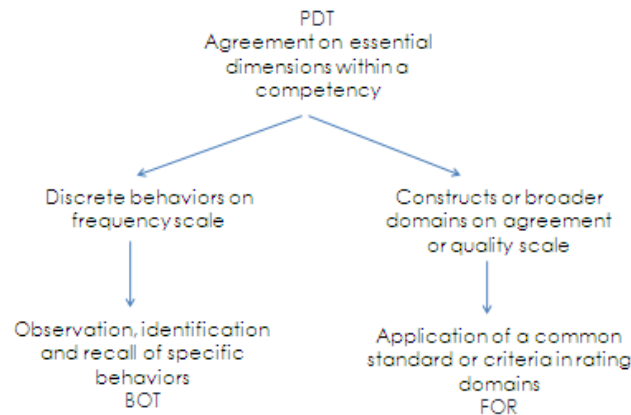 PDT
Agreement on essential
dimensions within a
competency
Discrete behaviors on
frequency scale
Constructs or broader
domains on agreement
or quality scale
Observation, identification
and recall of specific
behaviors
BOT
Application of a common
standard or criteria in rating
domains
FOR